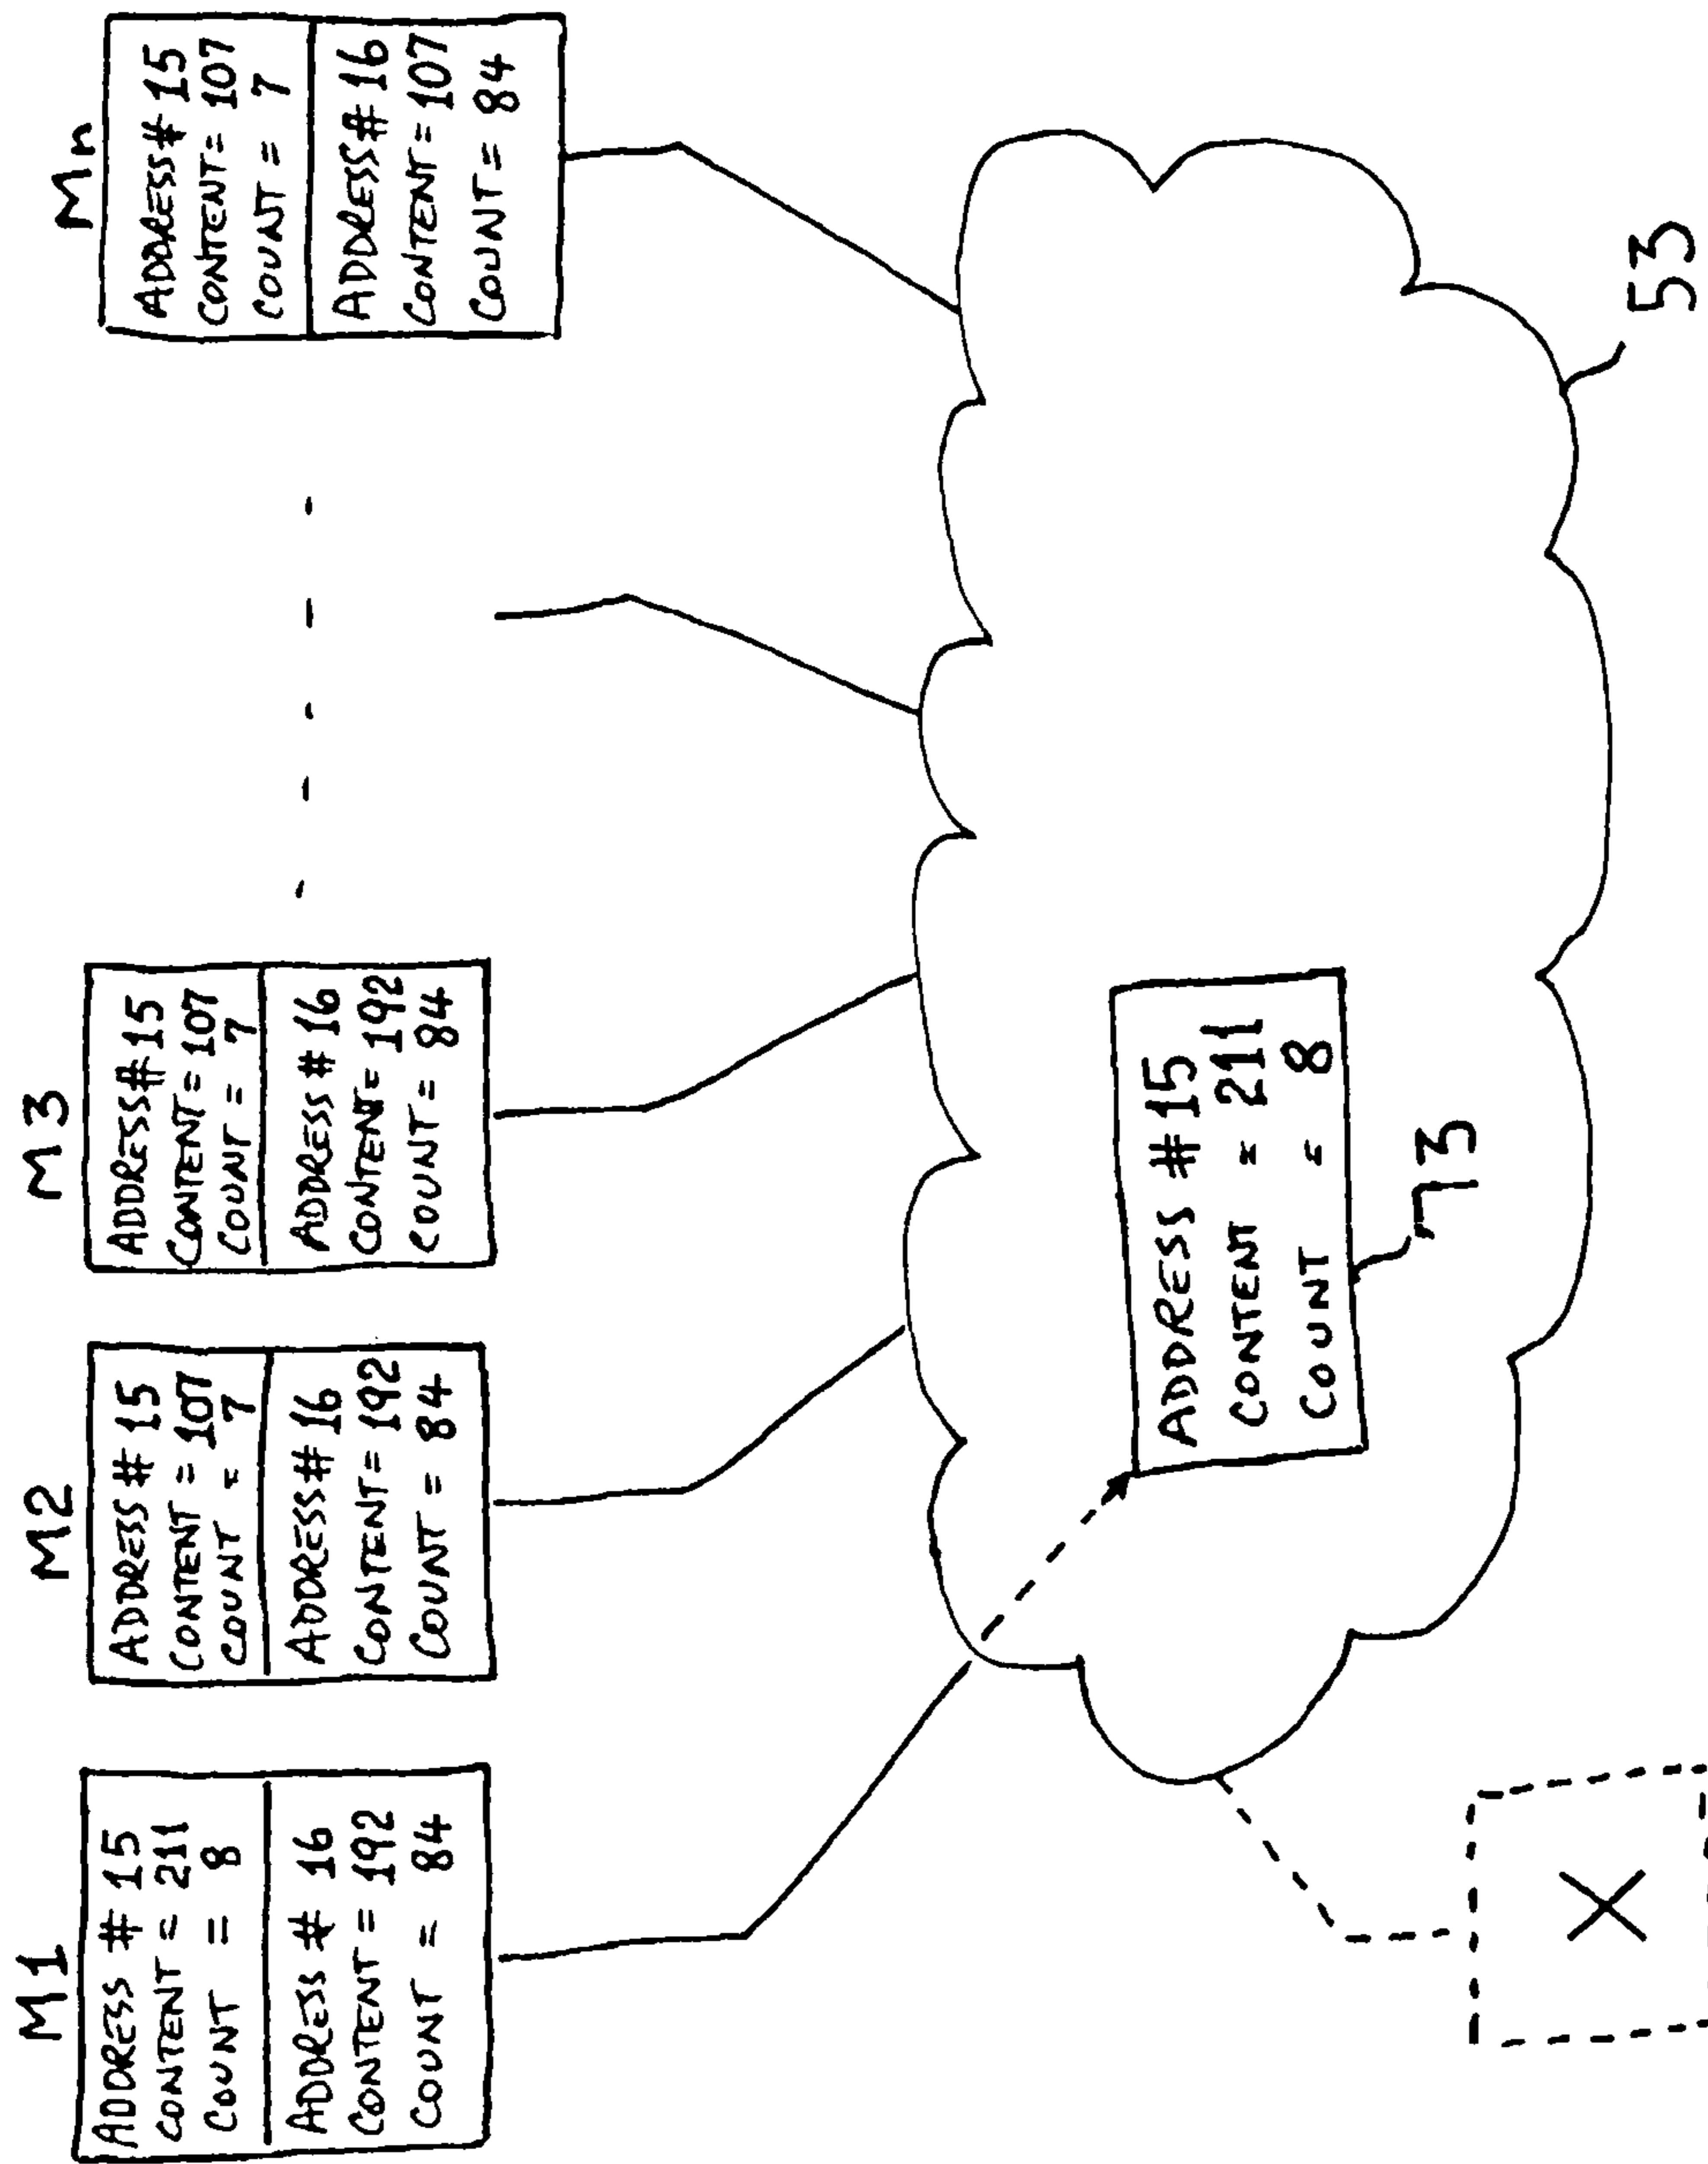 M1
ADDRESS # 15
CONTENT = 211
COUNT = 8
ADDRESS # 16
CONTENT = 192
COUNT = 84
M2
ADDRESS # 15
CONTENT = 107
COUNT = 7
ADDRESS # 16
CONTENT = 192
COUNT = 84
M3
ADDRESS # 15
CONTENT = 107
COUNT = 7
ADDRESS # 16
CONTENT = 192
COUNT = 84
Mn
ADDRESS # 15
CONTENT = 107
COUNT = 7
ADDRESS # 16
CONTENT = 107
COUNT = 84
ADDRESS # 15
CONTENT = 211
COUNT = 8
73
53
X